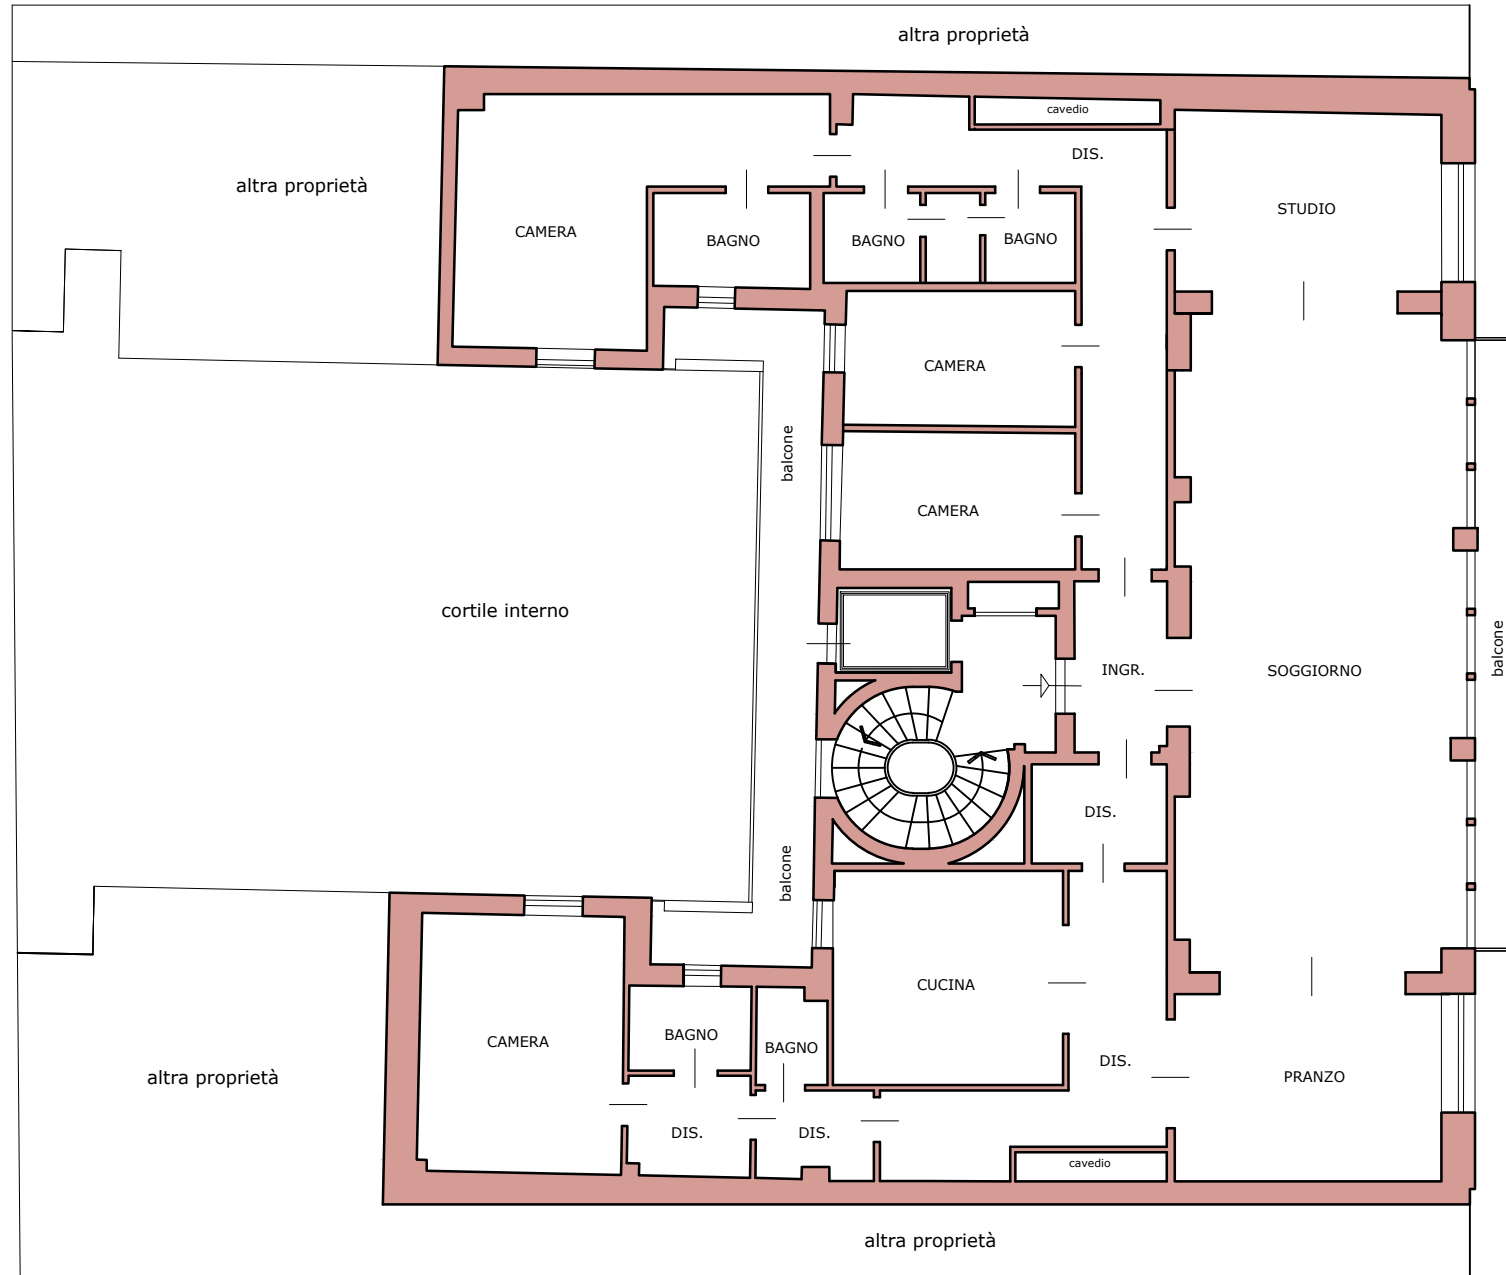 altra proprietà
cavedio
DIS.
altra proprietà
STUDIO
CAMERA
BAGNO
BAGNO
BAGNO
CAMERA
balcone
CAMERA
cortile interno
INGR.
SOGGIORNO
balcone
DIS.
balcone
CUCINA
BAGNO
CAMERA
BAGNO
DIS.
altra proprietà
PRANZO
DIS.
DIS.
cavedio
altra proprietà